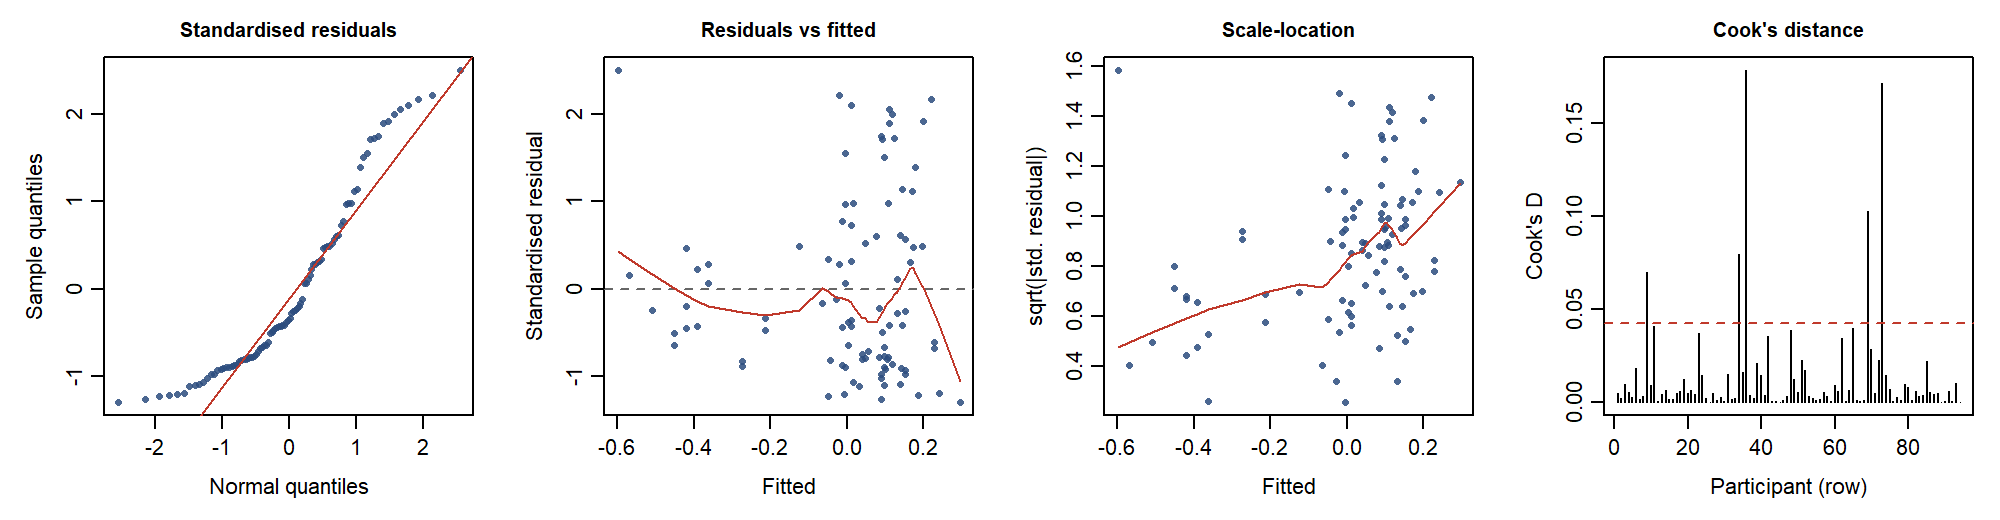 Standardised residuals
Sample quantiles
2
1
0
-1
-2 -1 0 1 2
Normal quantiles
Residuals vs fitted
Standardised residual
2
1
0
-1
-0.6 -0.4 -0.2 0.0 0.2
Fitted
Scale-location
sqrt(|std. residual|)
1.6
1.4
1.2
1.0
0.8
0.6
0.4
-0.6 -0.4 -0.2 0.0 0.2
Fitted
Cook's distance
Cook's D
0.15
0.10
0.05
0.00
0 20 40 60 80
Participant (row)